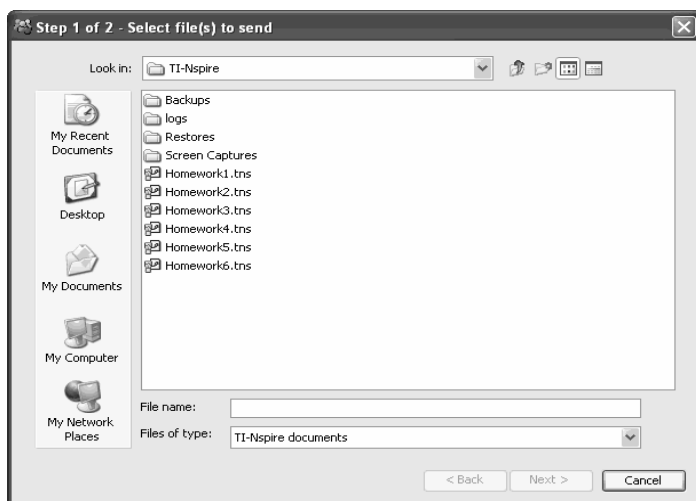 Step 1 of 2 - Select file(s) to send
Look in:
TI-Nspire
My Recent
Documents
Desktop
My Documents
My Computer
My Network
Places
Backups
logs
Restores
Screen Captures
Homework1.tns
Homework2.tns
Homework3.tns
Homework4.tns
Homework5.tns
Homework6.tns
File name:
Files of type:
TI-Nspire documents
< Back
Next >
Cancel